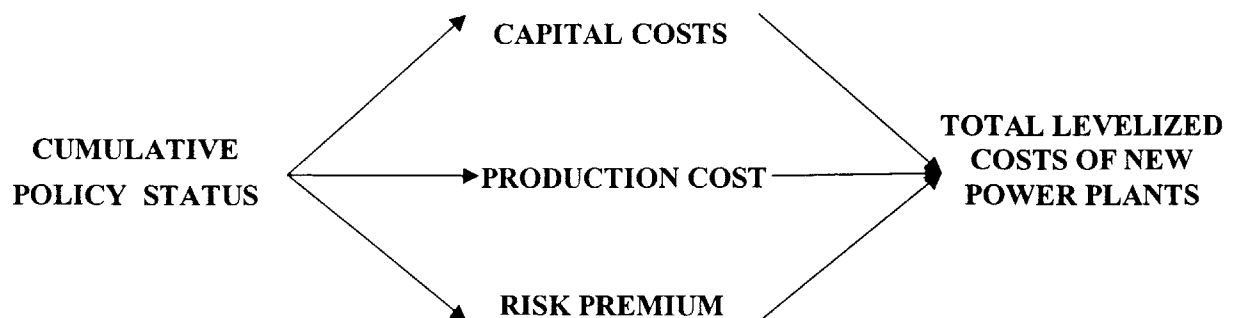 CAPITAL COSTS
CUMULATIVE
POLICY STATUS
PRODUCTION COST
TOTAL LEVELIZED
COSTS OF NEW
POWER PLANTS
RISK PREMIUM